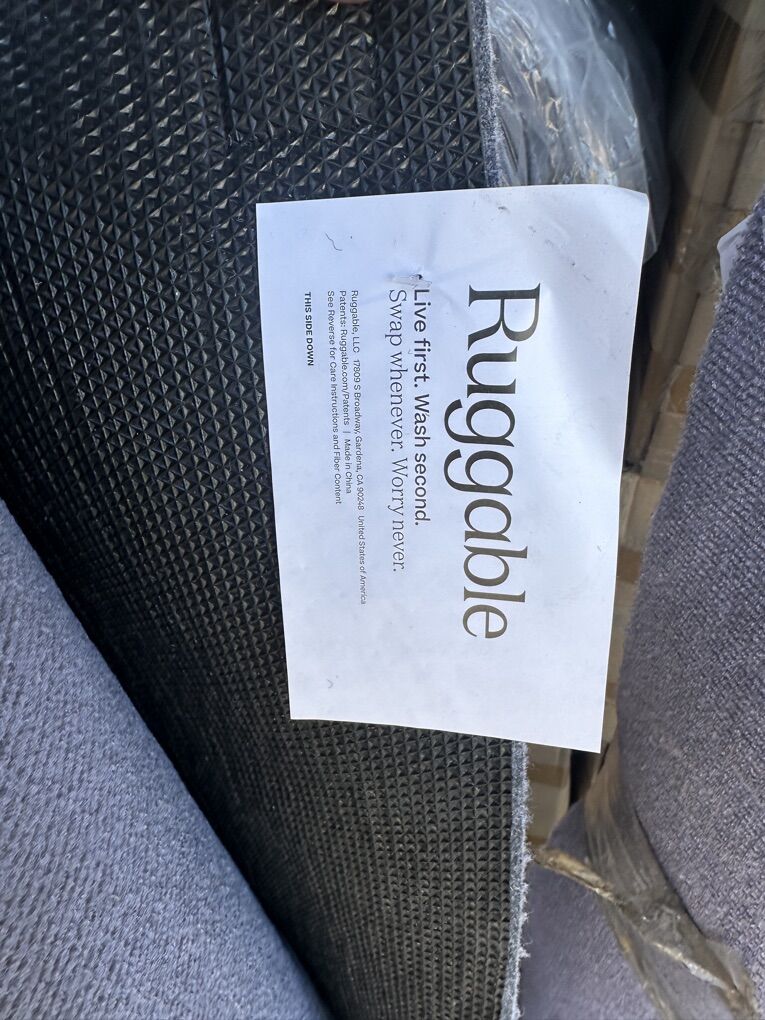 Ruggable
Live first. Wash second.
Swap whenever. Worry never.
Ruggable, LLC 17809 S Broadway, Gardena, CA 90248 United States of America
Patents: Ruggable.com/Patents | Made in China
See Reverse for Care Instructions and Fiber Content
THIS SIDE DOWN